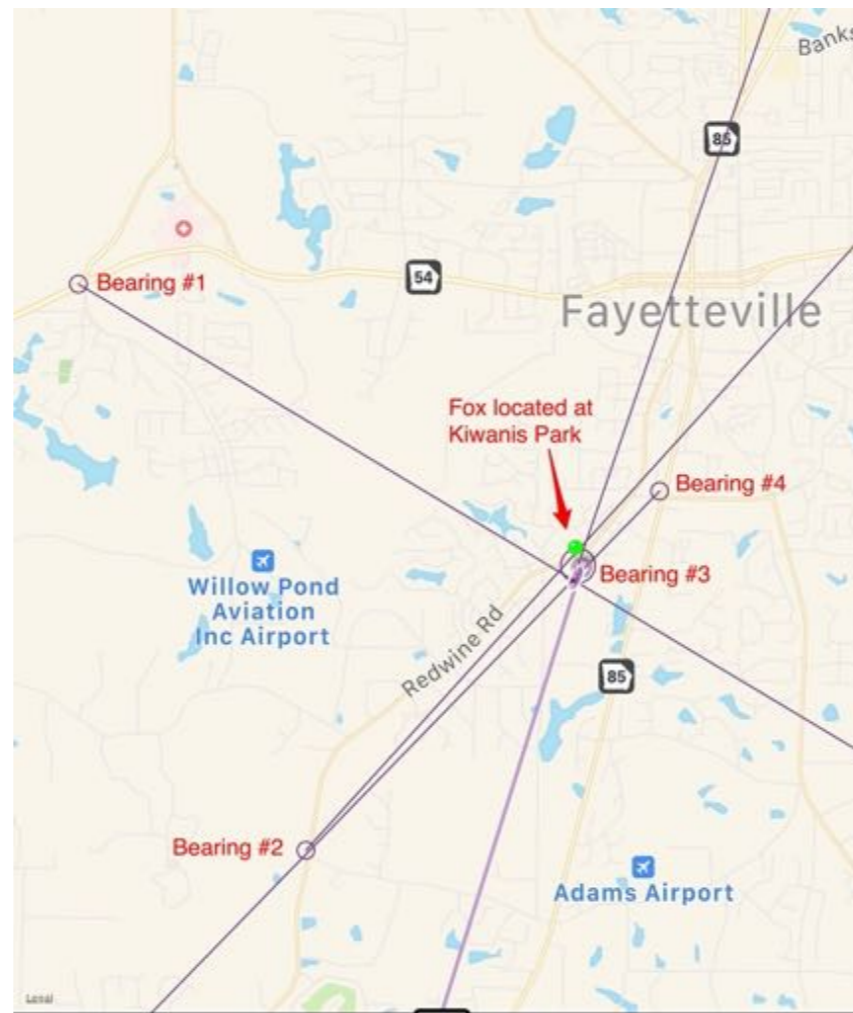 Banks
85
Bearing #1
54
Fayetteville
Fox located at
Kiwanis Park
Bearing #4
Bearing #3
Willow Pond
Aviation
Inc Airport
Redwine Rd
85
Bearing #2
Adams Airport
Legal